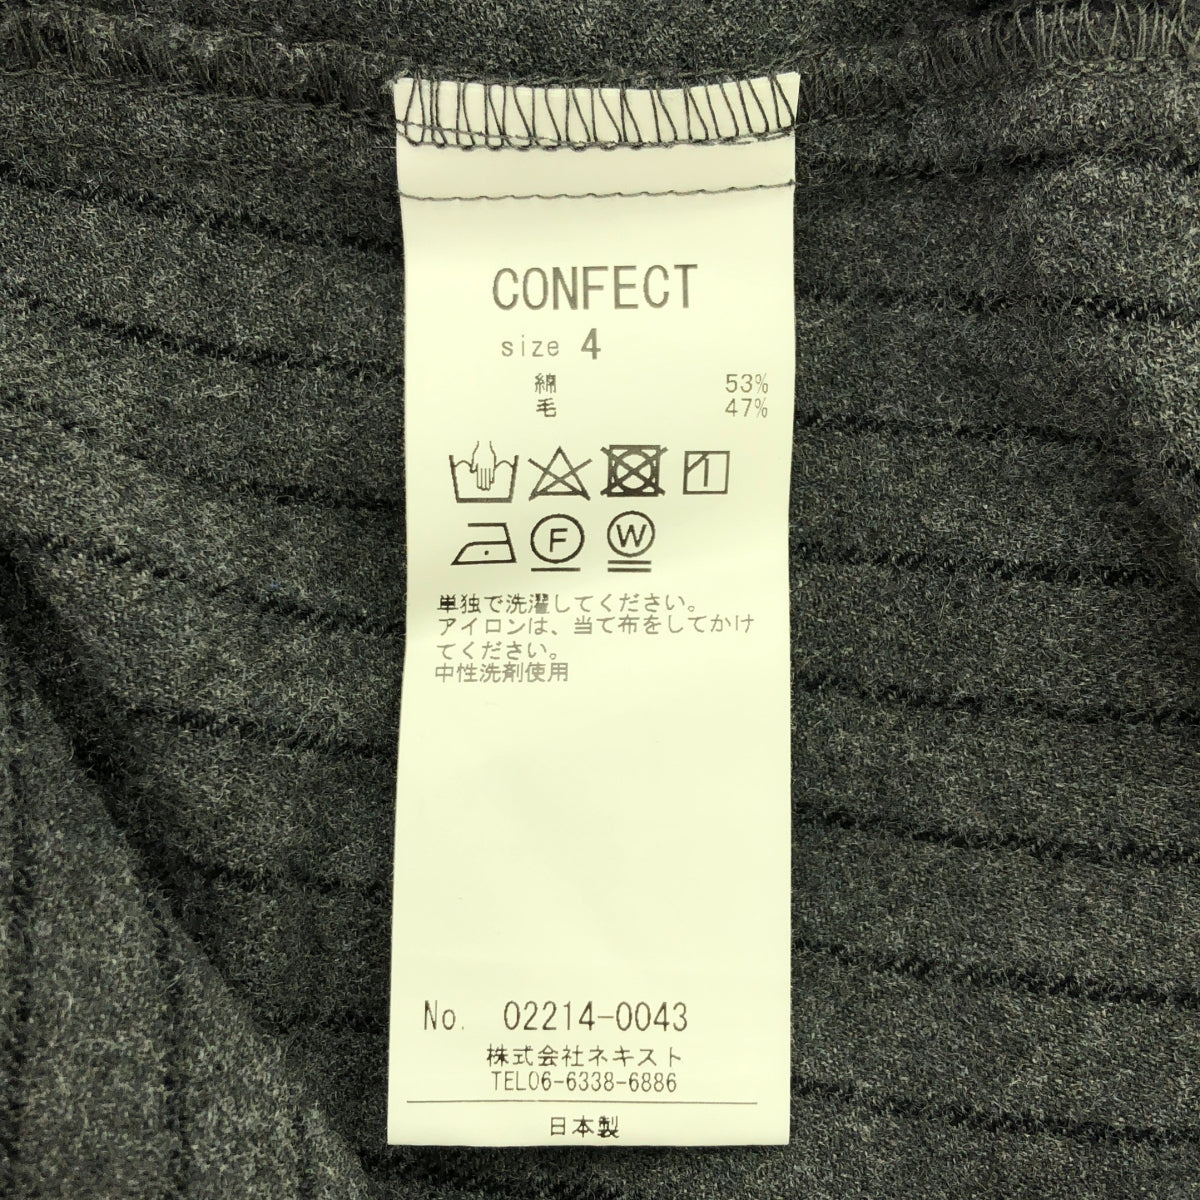 CONFECT
size 4
綿 53%
毛 47%
F W
単独で洗濯してください。
アイロンは、当て布をしてかけ
てください。
中性洗剤使用
No. 02214-0043
株式会社ネキスト
TEL06-6338-6886
日本製